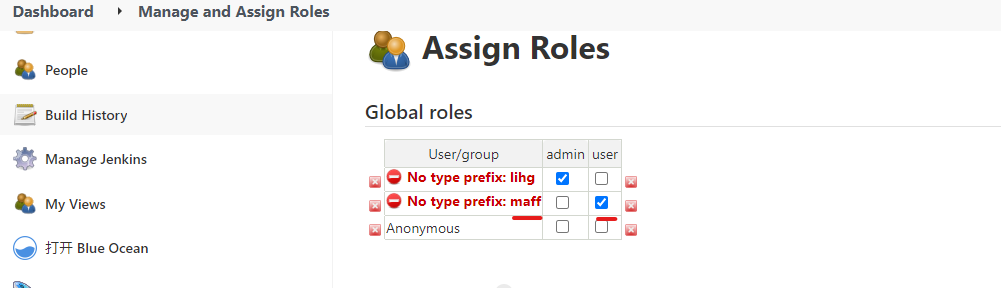 Dashboard Manage and Assign Roles
Assign Roles
People
Build History
Manage Jenkins
My Views
打开 Blue Ocean
Global roles
User/group admin user
No type prefix: lihg
No type prefix: maff
Anonymous